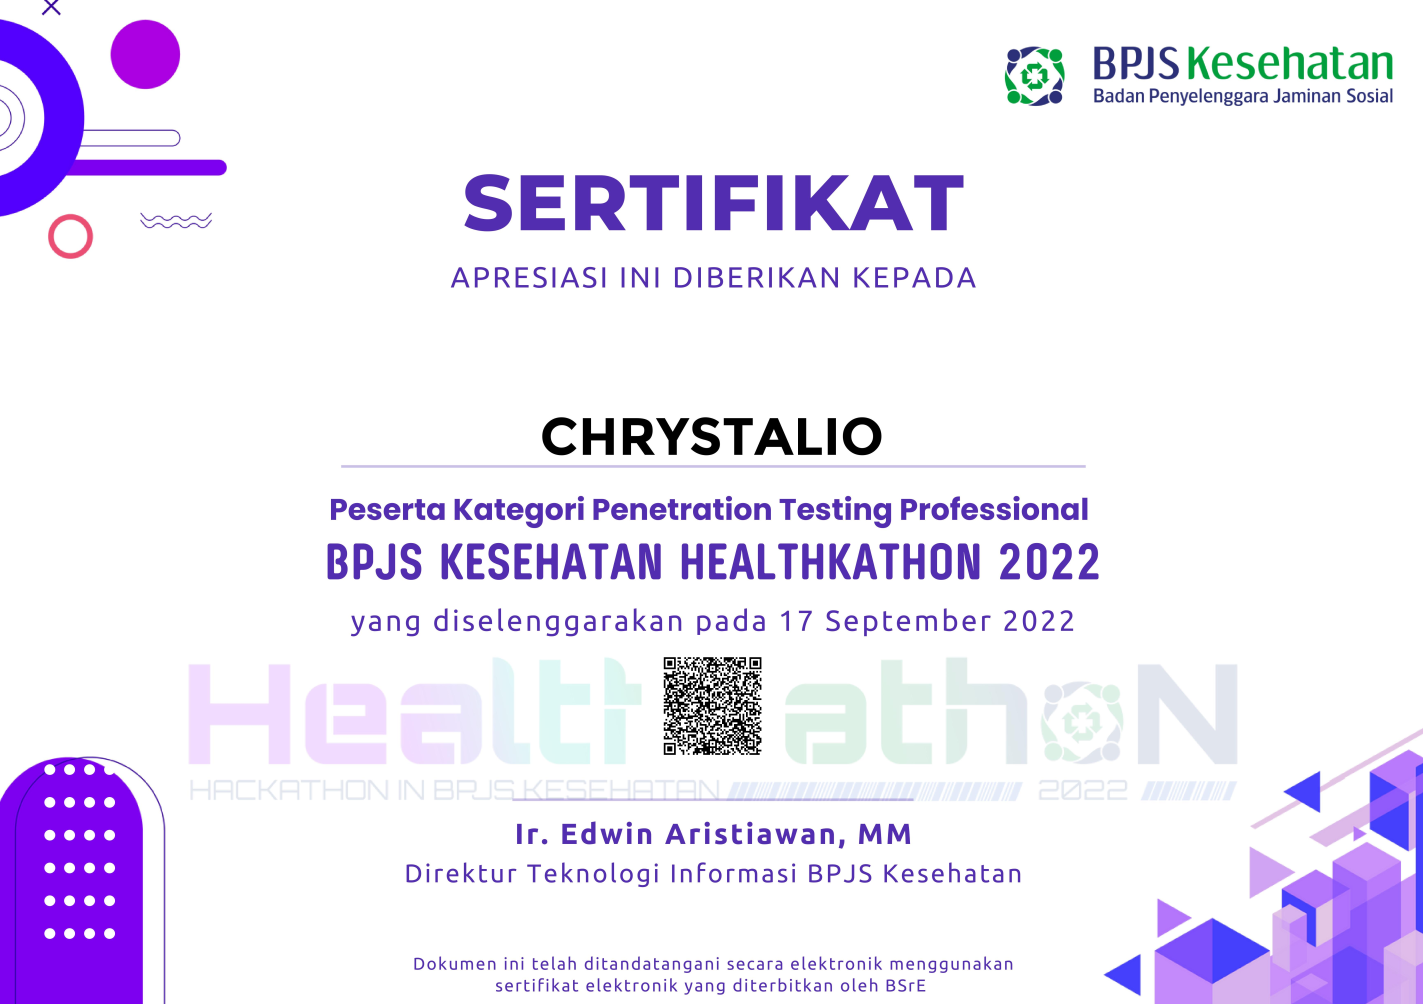 BPJS Kesehatan
Badan Penyelenggara Jaminan Sosial
SERTIFIKAT
APRESIASI INI DIBERIKAN KEPADA
CHRYSTALIO
Peserta Kategori Penetration Testing Professional
BPJS KESEHATAN HEALTHKATHON 2022
yang diselenggarakan pada 17 September 2022
HealthkathoN
HACKATHON IN BPJS KESEHATAN 2022
Ir. Edwin Aristiawan, MM
Direktur Teknologi Informasi BPJS Kesehatan
Dokumen ini telah ditandatangani secara elektronik menggunakan
sertifikat elektronik yang diterbitkan oleh BSrE